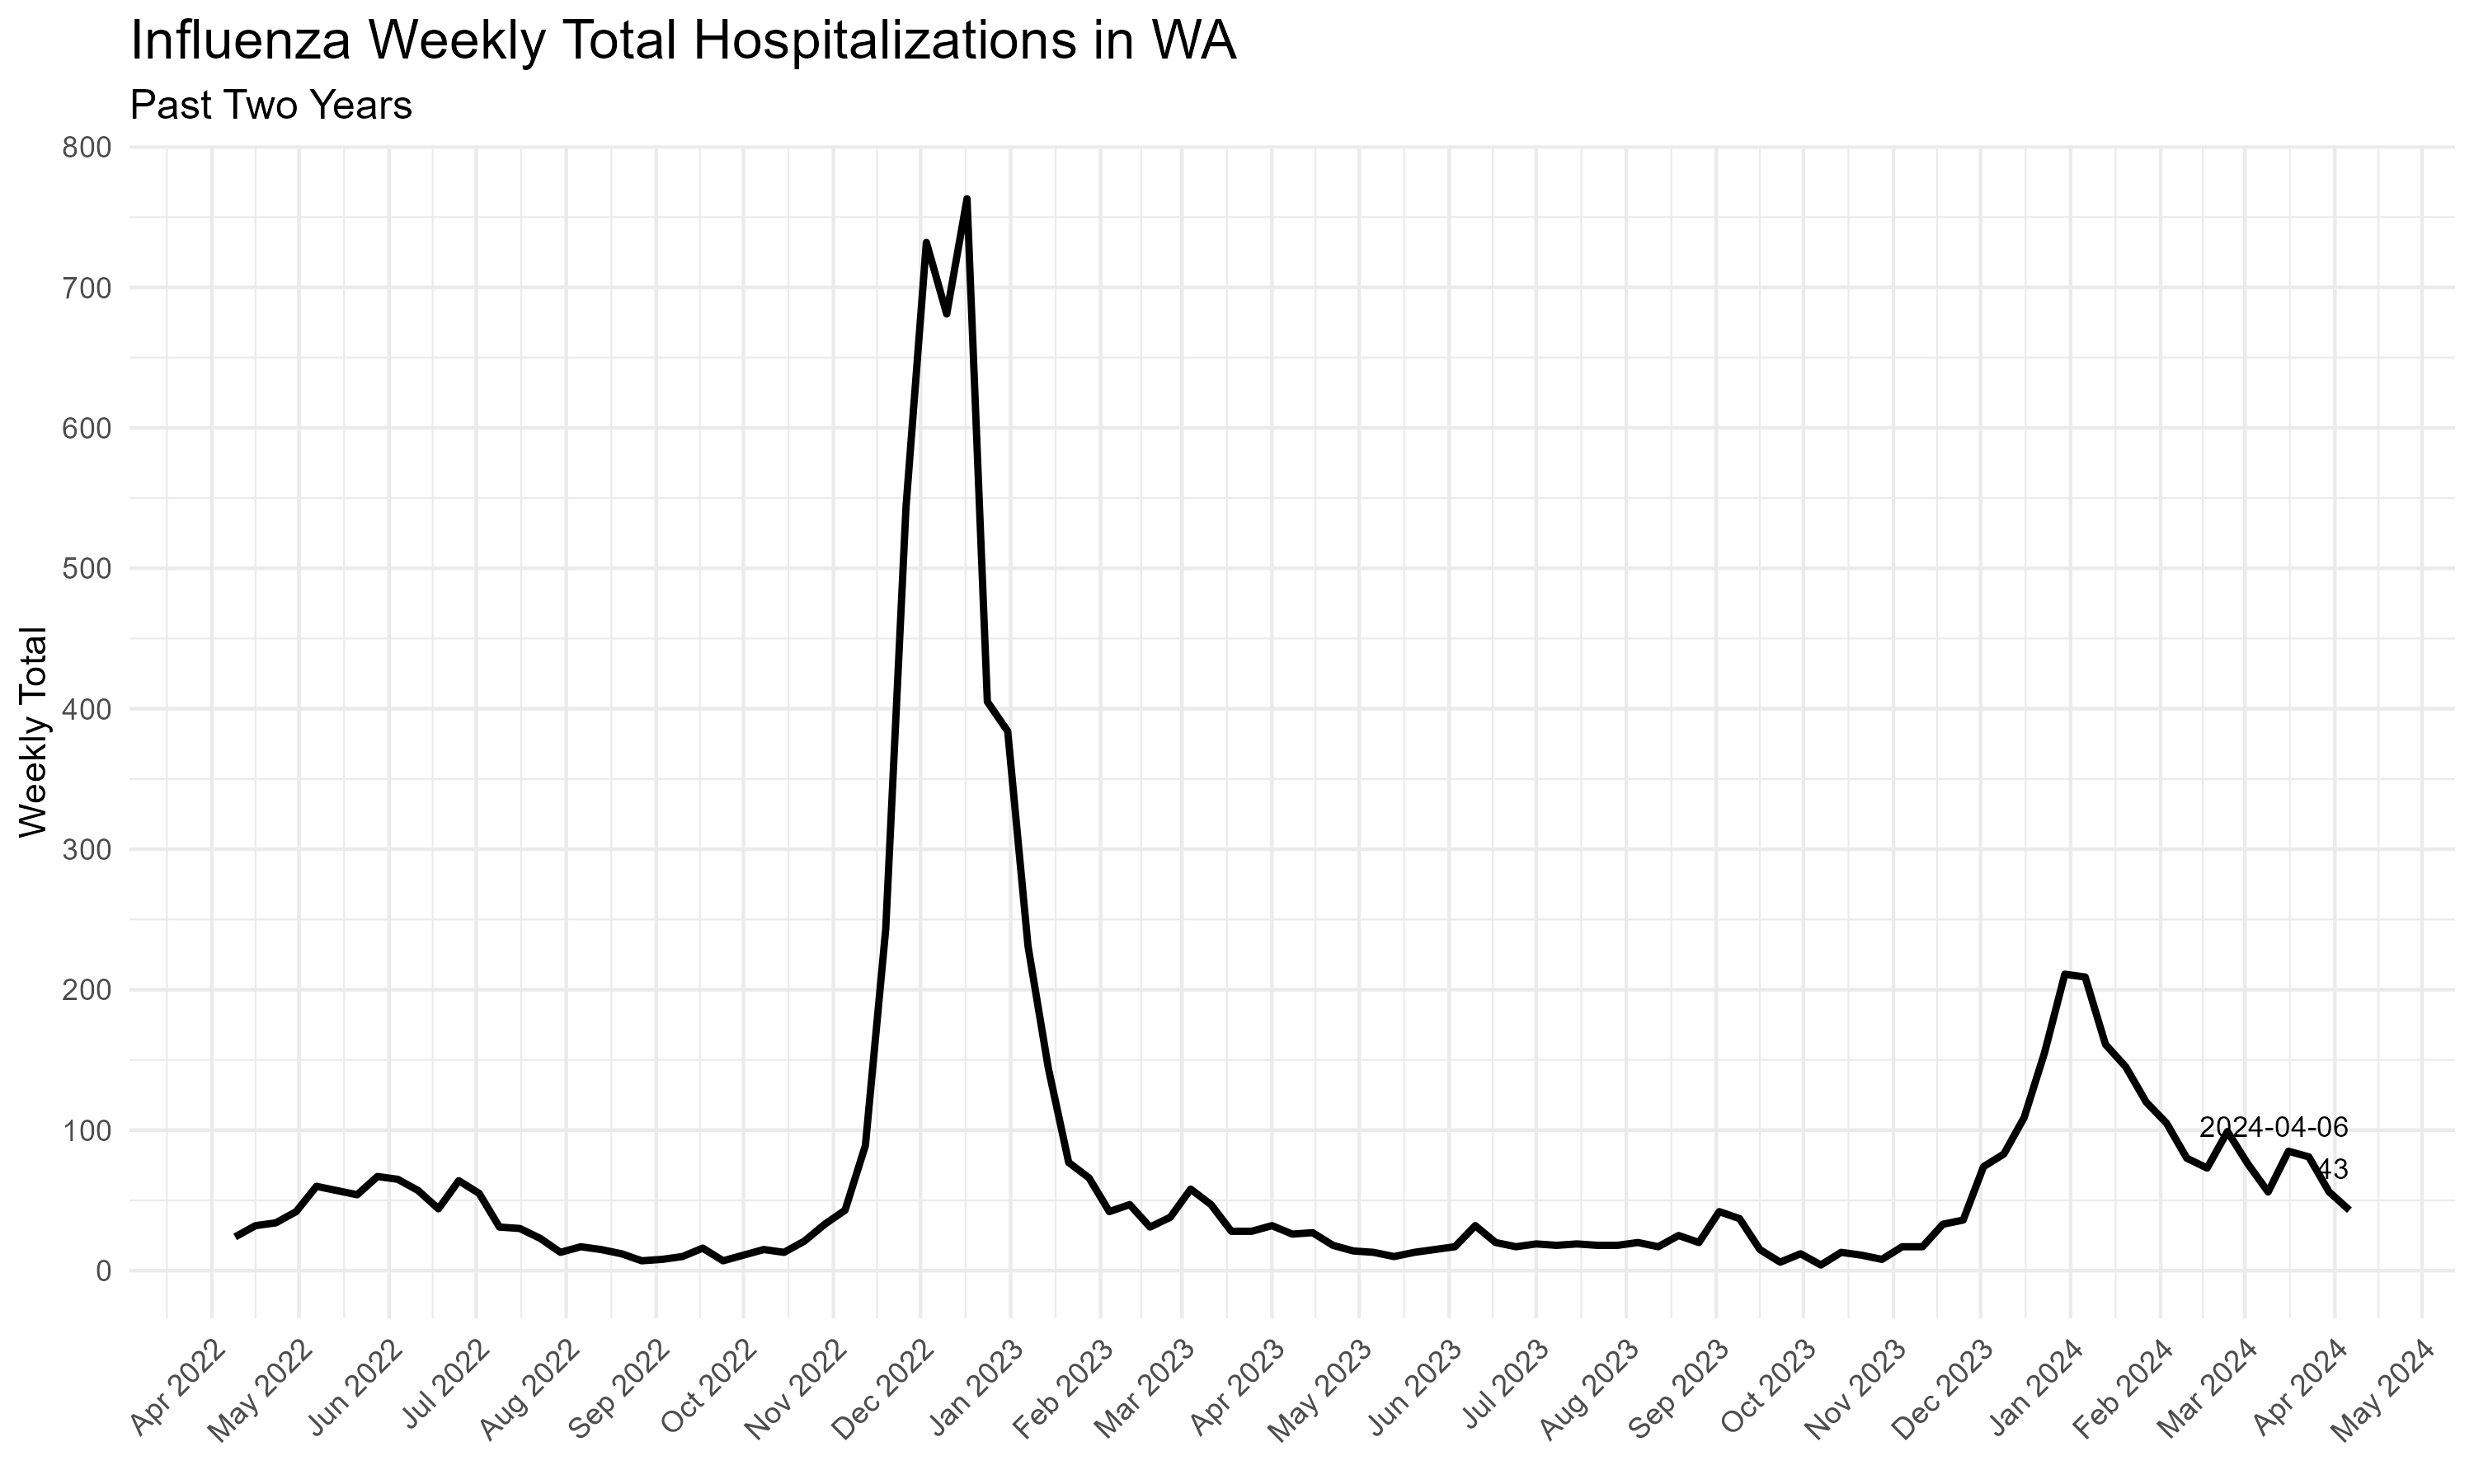 Influenza Weekly Total Hospitalizations in WA
Past Two Years
800
700
600
500
400
300
200
100
0
Weekly Total
2024-04-06
43
Apr 2022
May 2022
Jun 2022
Jul 2022
Aug 2022
Sep 2022
Oct 2022
Nov 2022
Dec 2022
Jan 2023
Feb 2023
Mar 2023
Apr 2023
May 2023
Jun 2023
Jul 2023
Aug 2023
Sep 2023
Oct 2023
Nov 2023
Dec 2023
Jan 2024
Feb 2024
Mar 2024
Apr 2024
May 2024